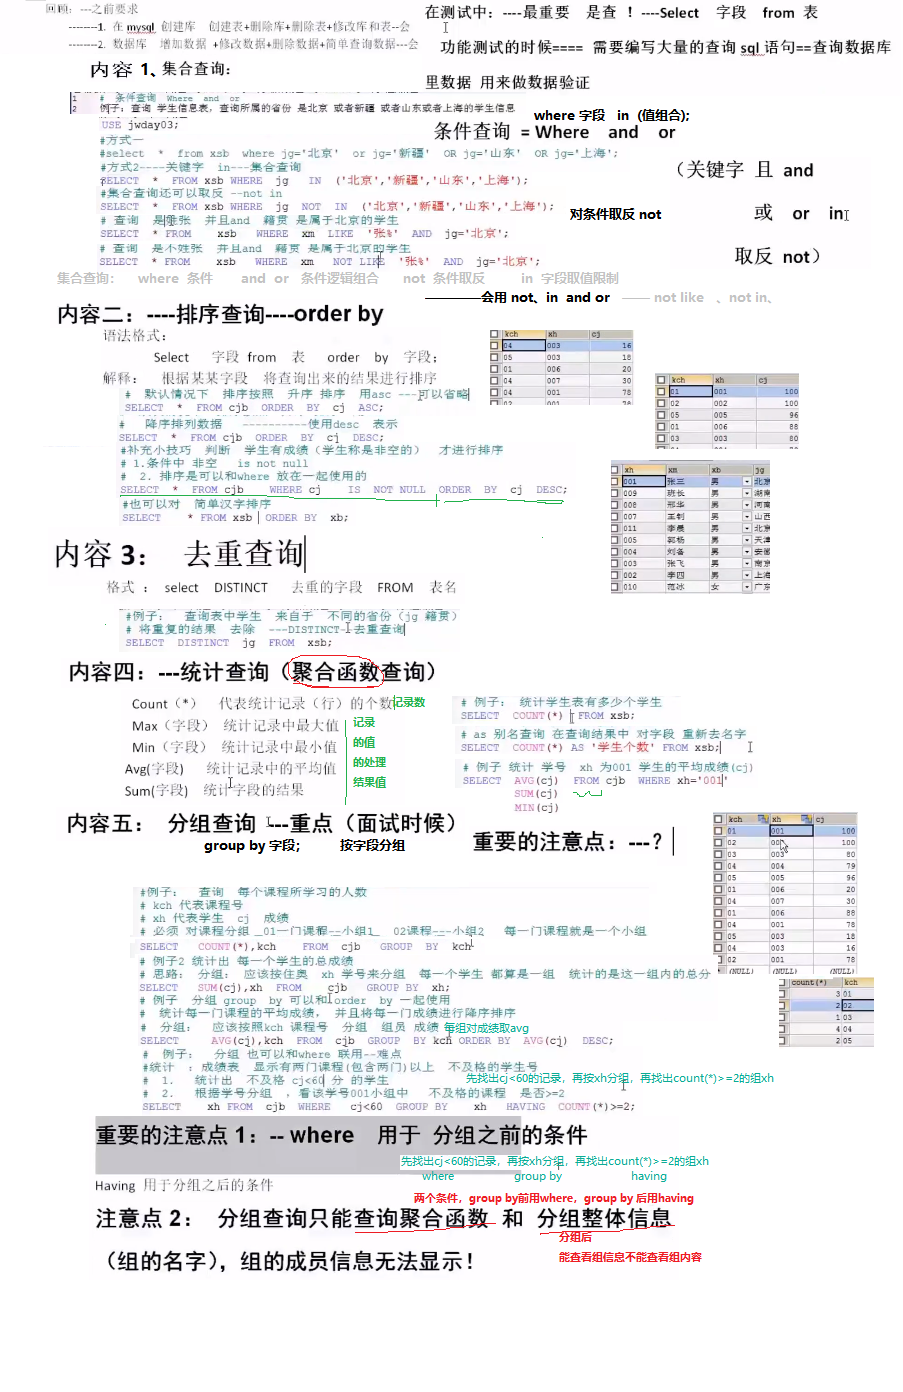 回顾: ---之前要求
--------1. 在 mysql 创建库 创建表+删除库+删除表+修改库和表--会
--------2. 数据库 增加数据 +修改数据+删除数据+简单查询数据---会
在测试中：----最重要 是查 ！----Select 字段 from 表
功能测试的时候==== 需要编写大量的查询 sql 语句==查询数据库
里数据 用来做数据验证
内容 1、集合查询：
1 # 条件查询 Where and or
2 例子：查询 学生信息表，查询所属的省份 是北京 或者新疆 或者山东或者上海的学生信息
USE jwday03;
#方式一
#select * from xsb where jg='北京' or jg='新疆' OR jg='山东' OR jg='上海';
#方式2----关键字 in---集合查询
SELECT * FROM xsb WHERE jg IN ('北京','新疆','山东','上海');
#集合查询还可以取反 --not in
SELECT * FROM xsb WHERE jg NOT IN ('北京','新疆','山东','上海');
# 查询 是姓张 并且and 籍贯 是属于北京的学生
SELECT * FROM xsb WHERE xm LIKE '张%' AND jg='北京';
# 查询 是不姓张 并且and 籍贯 是属于北京的学生
SELECT * FROM xsb WHERE xm NOT LIKE '张%' AND jg='北京';
where 字段 in (值组合);
条件查询 = Where and or
（关键字 且 and
或 or in
对条件取反 not
取反 not）
集合查询: where 条件 and or 条件逻辑组合 not 条件取反 in 字段取值限制
————会用 not、in and or —— not like 、not in、
内容二：----排序查询----order by
语法格式：
Select 字段 from 表 order by 字段;
解释: 根据某某字段 将查询出来的结果进行排序
# 默认情况下 排序按照 升序 排序 用asc ---可以省略
SELECT * FROM cjb ORDER BY cj ASC;
# 降序排列数据 ----------使用desc 表示
SELECT * FROM cjb ORDER BY cj DESC;
#补充小技巧 判断 学生有成绩(学生称是非空的) 才进行排序
# 1.条件中 非空 is not null
# 2. 排序是可以和where 放在一起使用的
SELECT * FROM cjb WHERE cj IS NOT NULL ORDER BY cj DESC;
#也可以对 简单汉字排序
SELECT * FROM xsb ORDER BY xb;
kch xh cj
04 003 16
05 003 18
01 006 20
04 007 30
04 001 78
02 001 78
kch xh cj
01 001 100
02 002 100
05 005 96
01 006 88
03 003 80
xh xm xb jg
001 张三 男 北京
009 班长 男 湖南
008 邢华 男 河南
007 王钊 男 山西
011 李晨 男 北京
005 郭杨 男 天津
004 刘备 男 安徽
003 张飞 男 南京
002 李四 男 上海
010 范冰 女 广东
内容 3： 去重查询
格式 ： select DISTINCT 去重的字段 FROM 表名
#例子: 查询表中学生 来自于 不同的省份（jg 籍贯）
# 将重复的结果 去除 ---DISTINCT--去重查询
SELECT DISTINCT jg FROM xsb;
内容四：---统计查询（聚合函数查询）
Count（*） 代表统计记录（行）的个数 记录数
Max（字段） 统计记录中最大值
Min（字段） 统计记录中最小值
Avg(字段) 统计记录中的平均值
Sum(字段) 统计字段的结果
记录
的值
的处理
结果值
# 例子: 统计学生表有多少个学生
SELECT COUNT(*) FROM xsb;
# as 别名查询 在查询结果中 对字段 重新去名字
SELECT COUNT(*) AS '学生个数' FROM xsb;
# 例子 统计 学号 xh 为001 学生的平均成绩(cj)
SELECT AVG(cj) FROM cjb WHERE xh='001'
SUM(cj)
MIN(cj)
内容五： 分组查询 ---重点（面试时候）
group by 字段; 按字段分组
重要的注意点：---？
kch xh cj
01 001 100
02 00 100
03 003 80
04 004 79
05 005 96
01 006 20
04 007 30
01 006 88
04 001 78
05 003 18
04 003 16
02 001 78
(NULL) (NULL) (NULL)
count(*) kch
3 01
2 02
1 03
4 04
2 05
#例子: 查询 每个课程所学习的人数
# kch 代表课程号
# xh 代表学生 cj 成绩
# 必须 对课程分组 _01一门课程--小组1_ 02课程---小组2 每一门课程就是一个小组
SELECT COUNT(*),kch FROM cjb GROUP BY kch
# 例子2 统计出 每一个学生的总成绩
# 思路: 分组: 应该按住奥 xh 学号来分组 每一个学生 都算是一组 统计的是这一组内的总分
SELECT SUM(cj),xh FROM cjb GROUP BY xh;
# 例子 分组 group by 可以和 order by 一起使用
# 统计每一门课程的平均成绩, 并且将每一门成绩进行降序排序
# 分组: 应该按照kch 课程号 分组 组员 成绩 每组对成绩取avg
SELECT AVG(cj),kch FROM cjb GROUP BY kch ORDER BY AVG(cj) DESC;
# 例子: 分组 也可以和where 联用--难点
#统计 :成绩表 显示有两门课程(包含两门)以上 不及格的学生号
# 1. 统计出 不及格 cj<60 分 的学生
# 2. 根据学号分组 , 看该学号001小组中 不及格的课程 是否>=2
SELECT xh FROM cjb WHERE cj<60 GROUP BY xh HAVING COUNT(*)>=2;
先找出cj<60的记录，再按xh分组，再找出count(*)>=2的组xh
重要的注意点 1：-- where 用于 分组之前的条件
先找出cj<60的记录，再按xh分组，再找出count(*)>=2的组xh
where group by having
Having 用于分组之后的条件
两个条件，group by前用where，group by 后用having
注意点 2： 分组查询只能查询聚合函数 和 分组整体信息
分组后
（组的名字），组的成员信息无法显示！
能查看组信息不能查看组内容